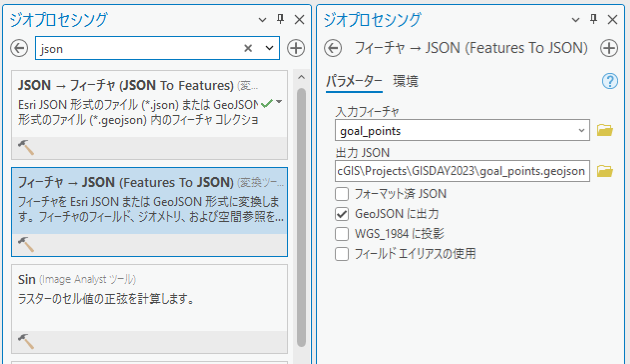 ジオプロセシング
json
JSON → フィーチャ (JSON To Features) (変...
Esri JSON 形式のファイル (*.json) または GeoJSON
形式のファイル (*.geojson) 内のフィーチャ コレクショ
フィーチャ → JSON (Features To JSON) (変換ツー...
フィーチャを Esri JSON または GeoJSON 形式に変換しま
す。フィーチャのフィールド、ジオメトリ、および空間参照を...
Sin (Image Analyst ツール)
ラスターのセル値の正弦を計算します。
ジオプロセシング
フィーチャ → JSON (Features To JSON)
パラメーター 環境
入力フィーチャ
goal_points
出力 JSON
cGIS\Projects\GISDAY2023\goal_points.geojson
フォーマット済 JSON
GeoJSON に出力
WGS_1984 に投影
フィールド エイリアスの使用